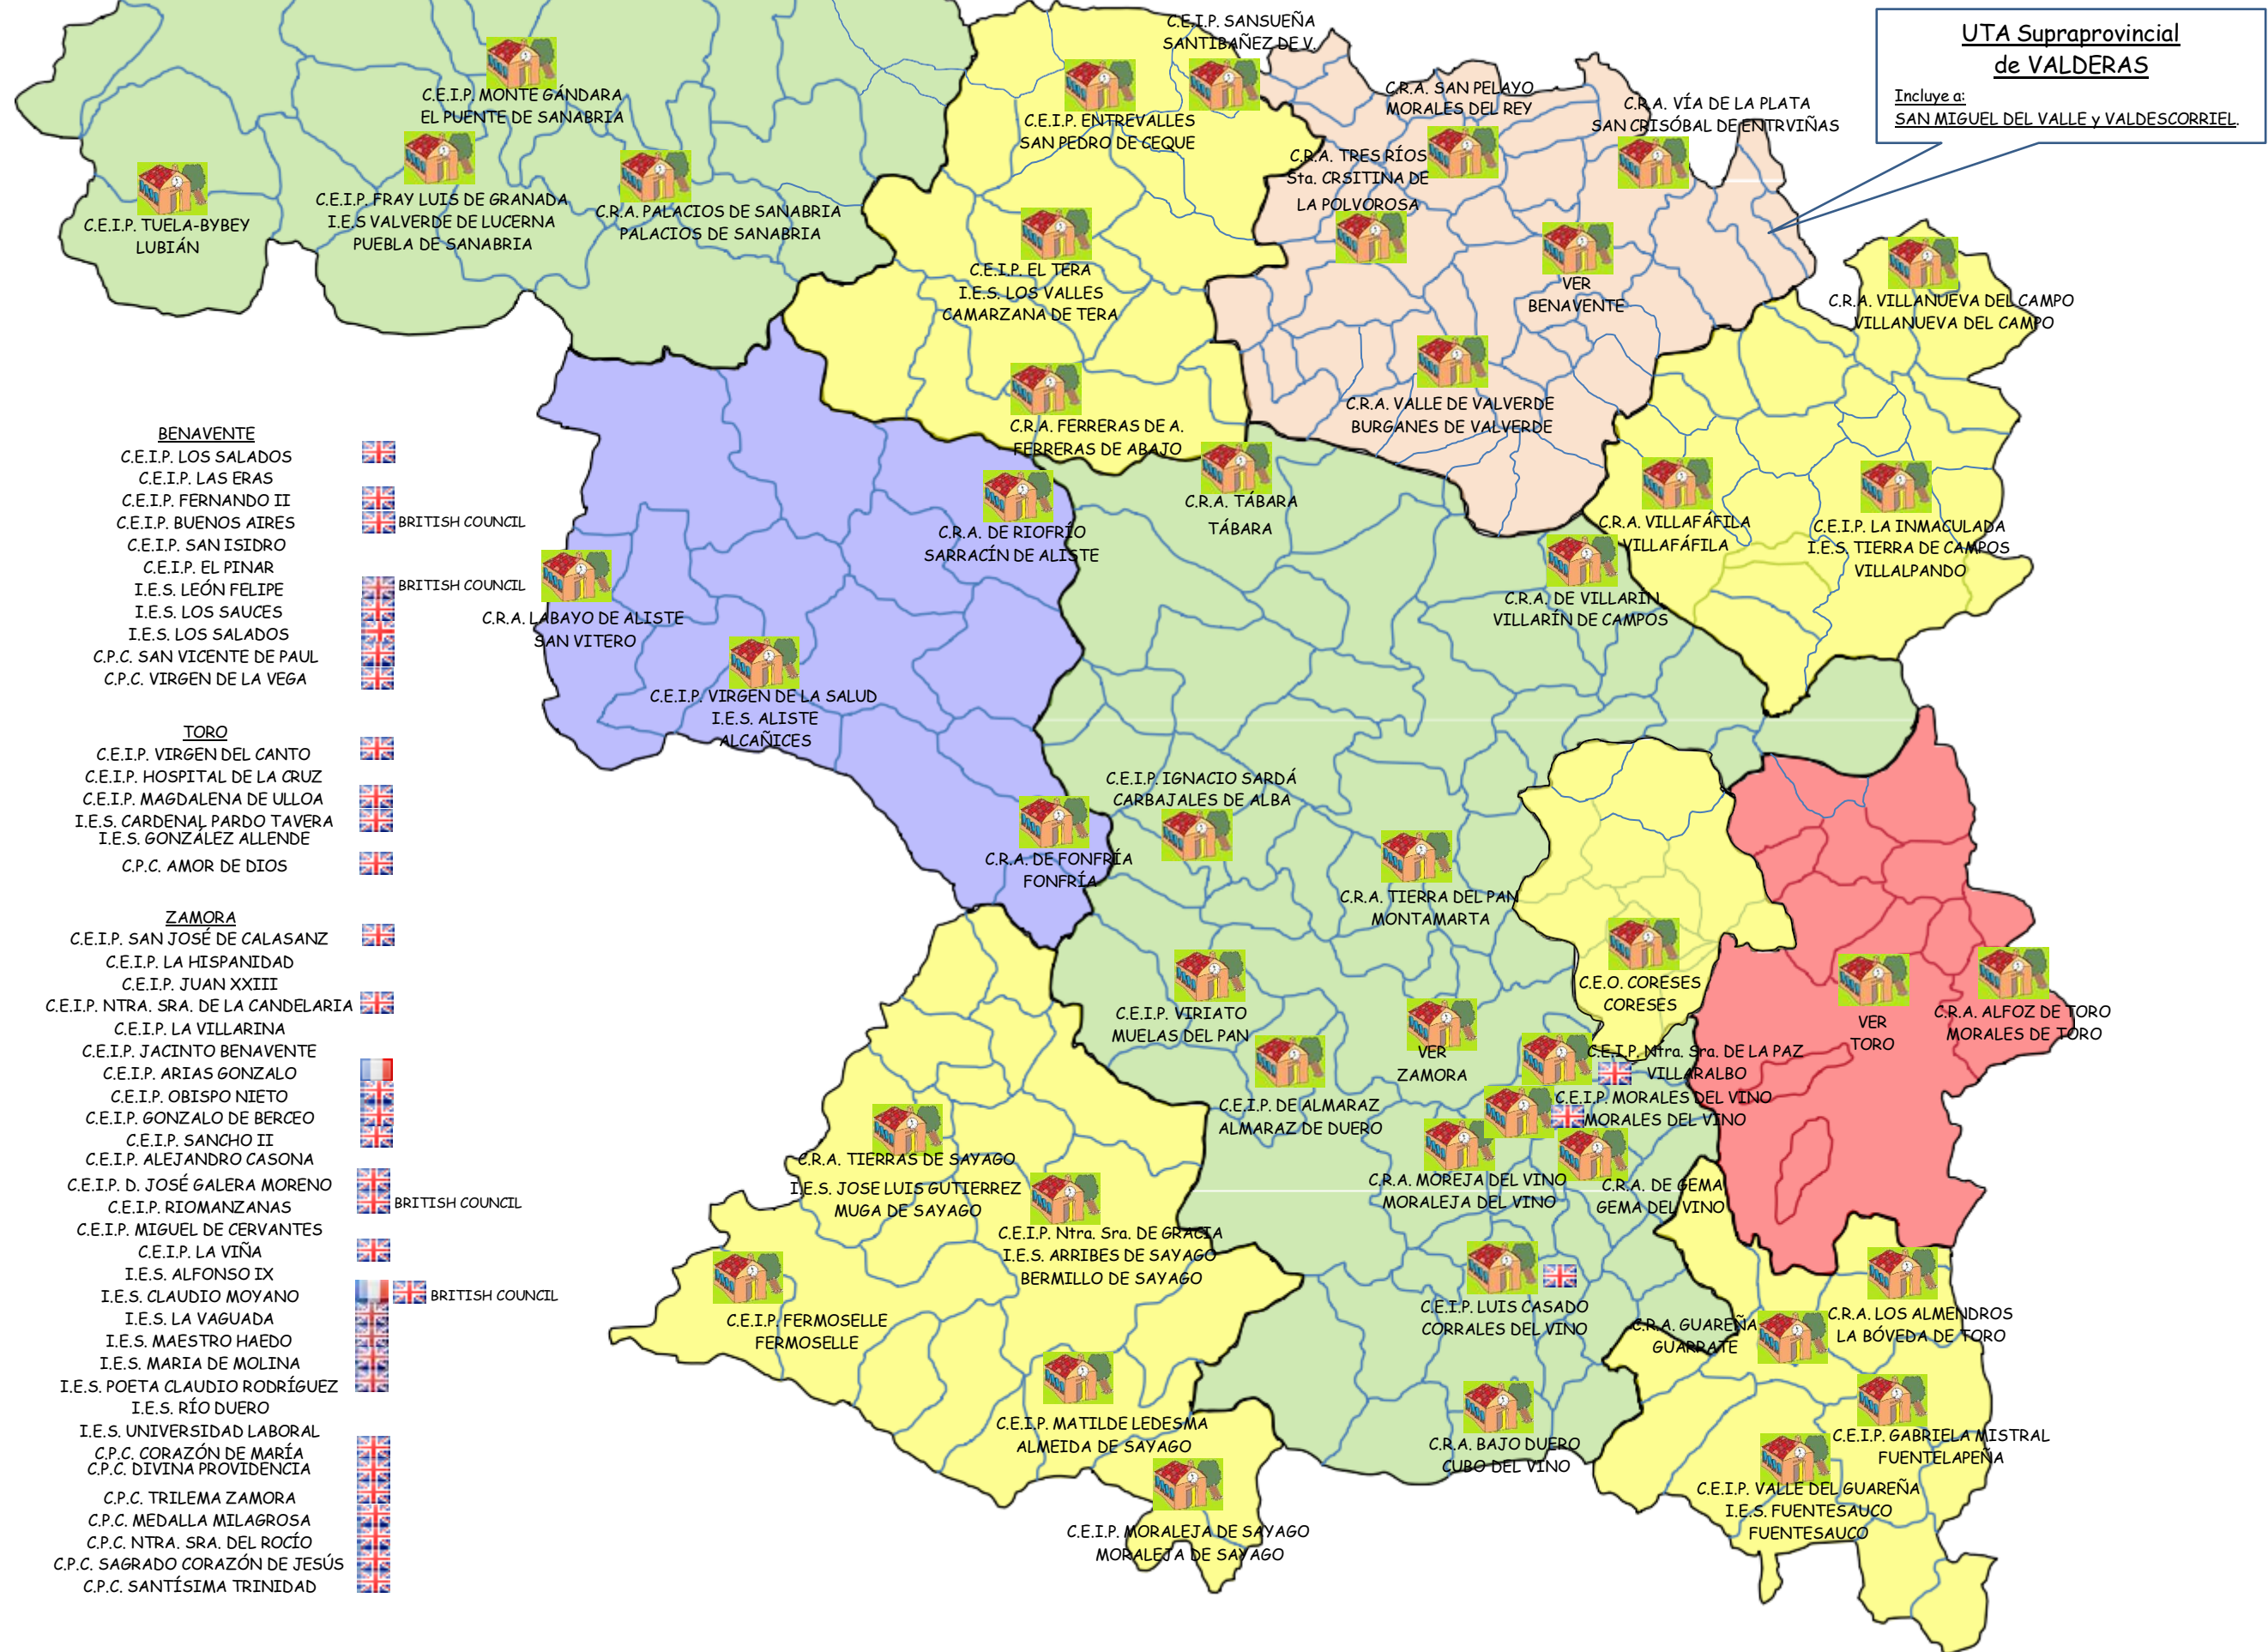 C.E.I.P. SANSUEÑA
SANTIBAÑEZ DE V.
UTA Supraprovincial
de VALDERAS
Incluye a:
SAN MIGUEL DEL VALLE y VALDESCORRIEL.
C.E.I.P. MONTE GÁNDARA
EL PUENTE DE SANABRIA
C.E.I.P. ENTREVALLES
SAN PEDRO DE CEQUE
C.R.A. SAN PELAYO
MORALES DEL REY
C.R.A. VÍA DE LA PLATA
SAN CRISÓBAL DE ENTRVIÑAS
C.R.A. TRES RÍOS
Sta. CRSITINA DE
LA POLVOROSA
C.E.I.P. TUELA-BYBEY
LUBIÁN
C.E.I.P. FRAY LUIS DE GRANADA
I.E.S VALVERDE DE LUCERNA
PUEBLA DE SANABRIA
C.R.A. PALACIOS DE SANABRIA
PALACIOS DE SANABRIA
C.E.I.P. EL TERA
I.E.S. LOS VALLES
CAMARZANA DE TERA
VER
BENAVENTE
C.R.A. VILLANUEVA DEL CAMPO
VILLANUEVA DEL CAMPO
C.R.A. VALLE DE VALVERDE
BURGANES DE VALVERDE
C.R.A. FERRERAS DE A.
FERRERAS DE ABAJO
C.R.A. TÁBARA
TÁBARA
C.R.A. DE RIOFRÍO
SARRACÍN DE ALISTE
C.R.A. VILLAFÁFILA
VILLAFÁFILA
C.E.I.P. LA INMACULADA
I.E.S. TIERRA DE CAMPOS
VILLALPANDO
C.R.A. DE VILLARÍN
VILLARÍN DE CAMPOS
C.R.A. LABAYO DE ALISTE
SAN VITERO
C.E.I.P. VIRGEN DE LA SALUD
I.E.S. ALISTE
ALCAÑICES
C.E.I.P. IGNACIO SARDÁ
CARBAJALES DE ALBA
C.R.A. DE FONFRÍA
FONFRÍA
C.R.A. TIERRA DEL PAN
MONTAMARTA
C.E.O. CORESES
CORESES
C.E.I.P. VIRIATO
MUELAS DEL PAN
VER
ZAMORA
VER
TORO
C.R.A. ALFOZ DE TORO
MORALES DE TORO
C.E.I.P. Ntra. Sra. DE LA PAZ
VILLARALBO
C.E.I.P. DE ALMARAZ
ALMARAZ DE DUERO
C.E.I.P. MORALES DEL VINO
MORALES DEL VINO
C.R.A. TIERRAS DE SAYAGO
I.E.S. JOSE LUIS GUTIERREZ
MUGA DE SAYAGO
C.R.A. MOREJA DEL VINO
MORALEJA DEL VINO
C.R.A. DE GEMA
GEMA DEL VINO
C.E.I.P. Ntra. Sra. DE GRACIA
I.E.S. ARRIBES DE SAYAGO
BERMILLO DE SAYAGO
C.E.I.P. FERMOSELLE
FERMOSELLE
C.E.I.P. LUIS CASADO
CORRALES DEL VINO
C.R.A. GUAREÑA
GUARRATE
C.R.A. LOS ALMENDROS
LA BÓVEDA DE TORO
C.E.I.P. MATILDE LEDESMA
ALMEIDA DE SAYAGO
C.R.A. BAJO DUERO
CUBO DEL VINO
C.E.I.P. GABRIELA MISTRAL
FUENTELAPEÑA
C.E.I.P. VALLE DEL GUAREÑA
I.E.S. FUENTESAUCO
FUENTESAUCO
C.E.I.P. MORALEJA DE SAYAGO
MORALEJA DE SAYAGO
BENAVENTE
C.E.I.P. LOS SALADOS
C.E.I.P. LAS ERAS
C.E.I.P. FERNANDO II
C.E.I.P. BUENOS AIRES BRITISH COUNCIL
C.E.I.P. SAN ISIDRO
C.E.I.P. EL PINAR
I.E.S. LEÓN FELIPE BRITISH COUNCIL
I.E.S. LOS SAUCES
I.E.S. LOS SALADOS
C.P.C. SAN VICENTE DE PAUL
C.P.C. VIRGEN DE LA VEGA
TORO
C.E.I.P. VIRGEN DEL CANTO
C.E.I.P. HOSPITAL DE LA CRUZ
C.E.I.P. MAGDALENA DE ULLOA
I.E.S. CARDENAL PARDO TAVERA
I.E.S. GONZÁLEZ ALLENDE
C.P.C. AMOR DE DIOS
ZAMORA
C.E.I.P. SAN JOSÉ DE CALASANZ
C.E.I.P. LA HISPANIDAD
C.E.I.P. JUAN XXIII
C.E.I.P. NTRA. SRA. DE LA CANDELARIA
C.E.I.P. LA VILLARINA
C.E.I.P. JACINTO BENAVENTE
C.E.I.P. ARIAS GONZALO
C.E.I.P. OBISPO NIETO
C.E.I.P. GONZALO DE BERCEO
C.E.I.P. SANCHO II
C.E.I.P. ALEJANDRO CASONA
C.E.I.P. D. JOSÉ GALERA MORENO
C.E.I.P. RIOMANZANAS BRITISH COUNCIL
C.E.I.P. MIGUEL DE CERVANTES
C.E.I.P. LA VIÑA
I.E.S. ALFONSO IX
I.E.S. CLAUDIO MOYANO BRITISH COUNCIL
I.E.S. LA VAGUADA
I.E.S. MAESTRO HAEDO
I.E.S. MARIA DE MOLINA
I.E.S. POETA CLAUDIO RODRÍGUEZ
I.E.S. RÍO DUERO
I.E.S. UNIVERSIDAD LABORAL
C.P.C. CORAZÓN DE MARÍA
C.P.C. DIVINA PROVIDENCIA
C.P.C. TRILEMA ZAMORA
C.P.C. MEDALLA MILAGROSA
C.P.C. NTRA. SRA. DEL ROCÍO
C.P.C. SAGRADO CORAZÓN DE JESÚS
C.P.C. SANTÍSIMA TRINIDAD